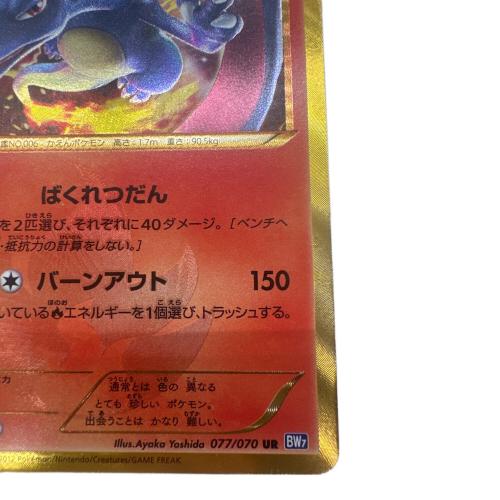 NO.006 かえんポケモン 高さ:1.7m 重さ:90.5kg
ばくれつだん
を2匹選び、それぞれに40ダメージ。[ベンチへ
・抵抗力の計算をしない。]
バーンアウト 150
いているエネルギーを1個選び、トラッシュする。
通常とは 色の 異なる
とても 珍しい ポケモン。
出会うことは かなり 難しい。
Illus.Ayaka Yoshida 077/070 UR BW7
2012 Pokémon/Nintendo/Creatures/GAME FREAK